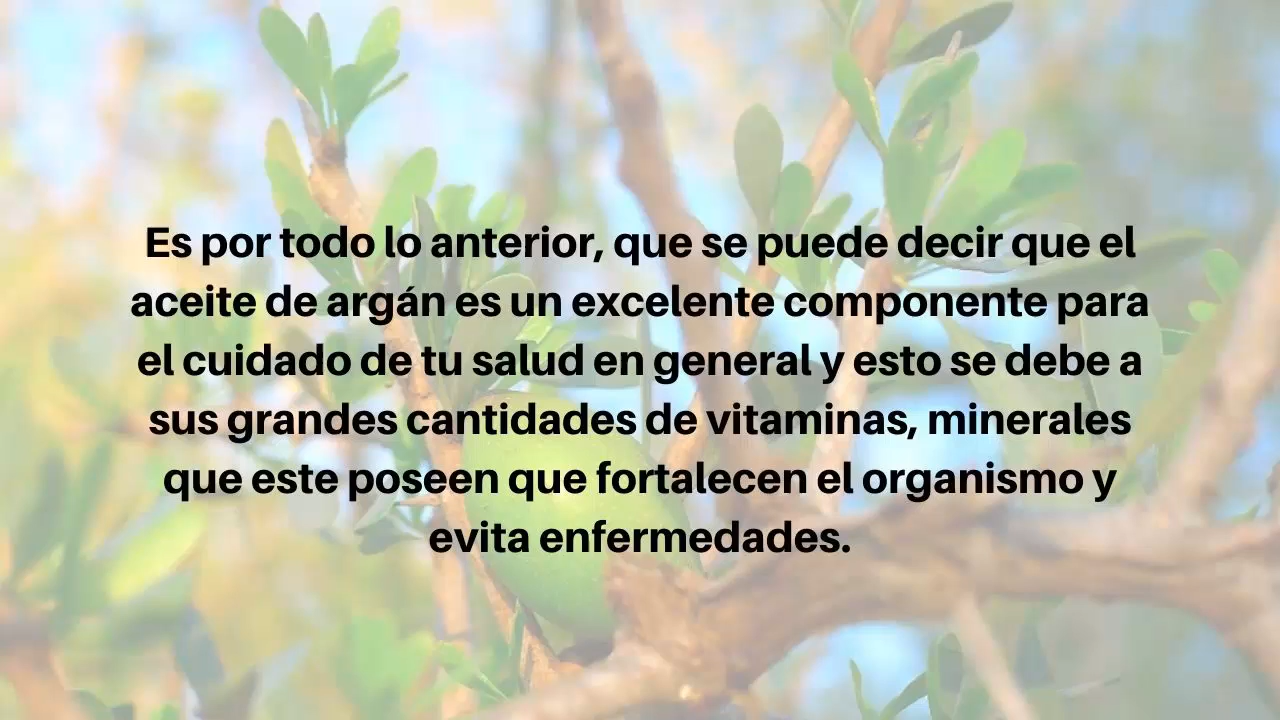 Es por todo lo anterior, que se puede decir que el
aceite de argán es un excelente componente para
el cuidado de tu salud en general y esto se debe a
sus grandes cantidades de vitaminas, minerales
que este poseen que fortalecen el organismo y
evita enfermedades.